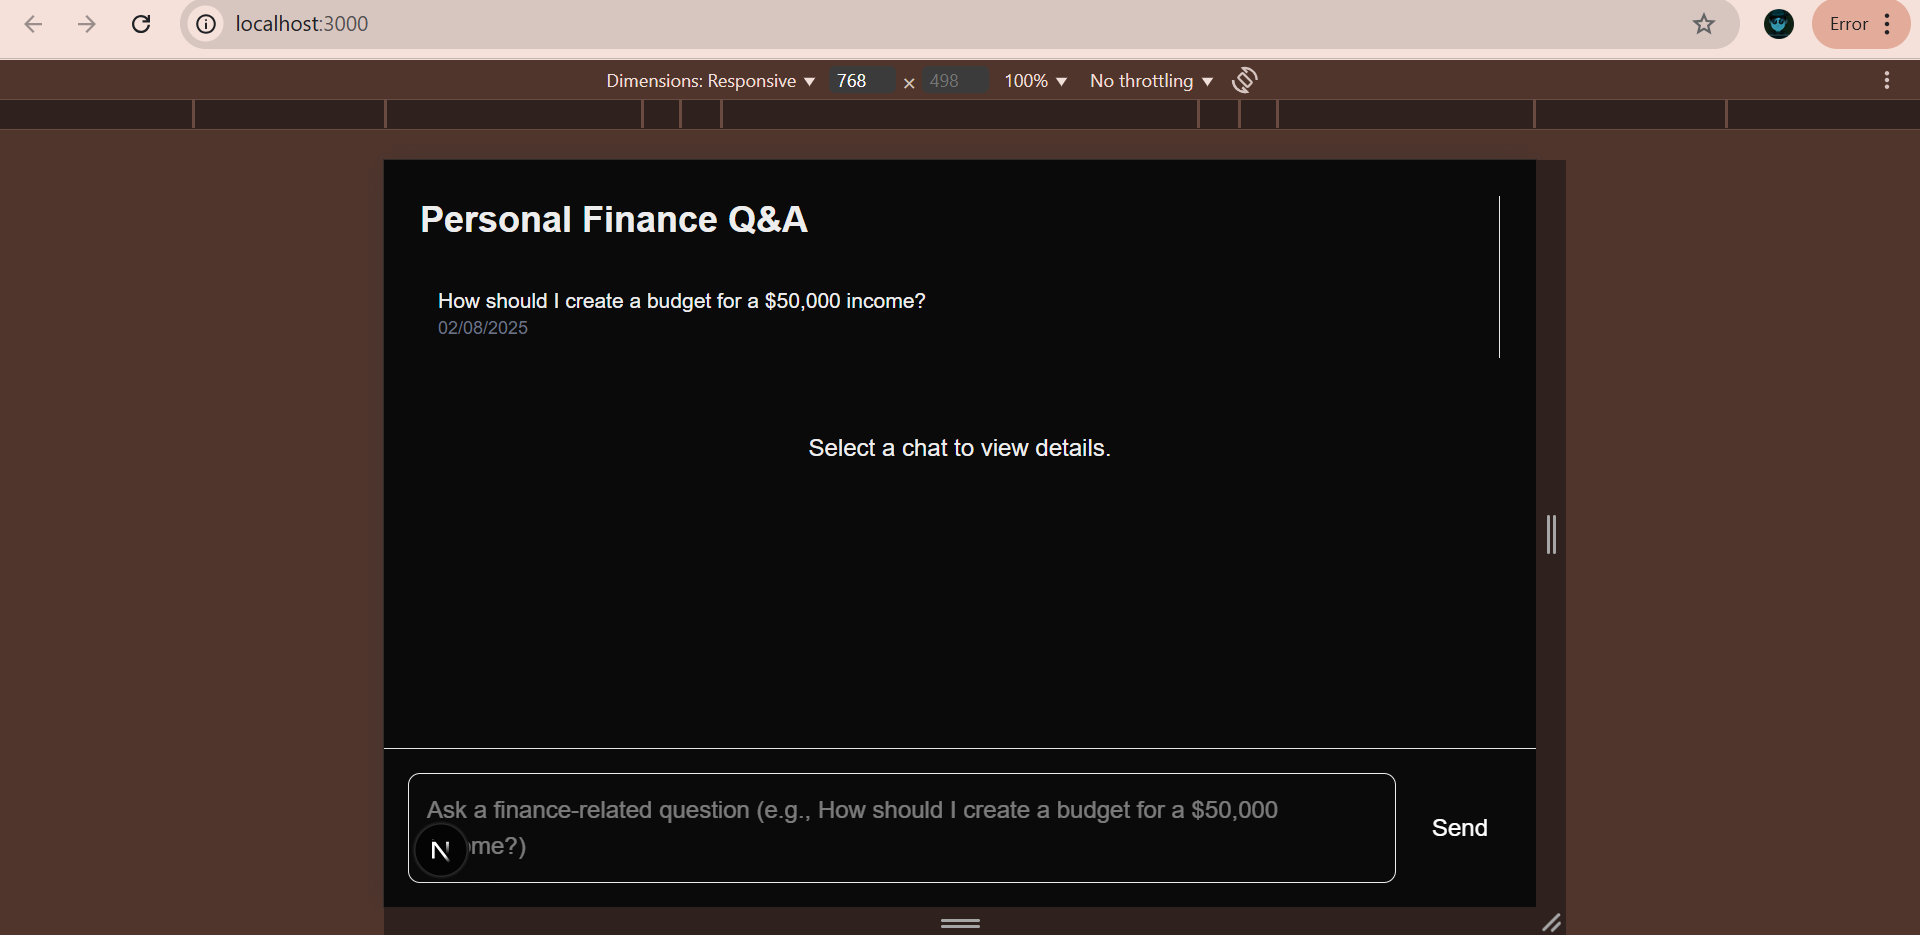 localhost:3000
Error
Dimensions: Responsive ▼ 768 × 498 100% ▼ No throttling ▼
Personal Finance Q&A
How should I create a budget for a $50,000 income?
02/08/2025
Select a chat to view details.
Ask a finance-related question (e.g., How should I create a budget for a $50,000
me?)
Send
N